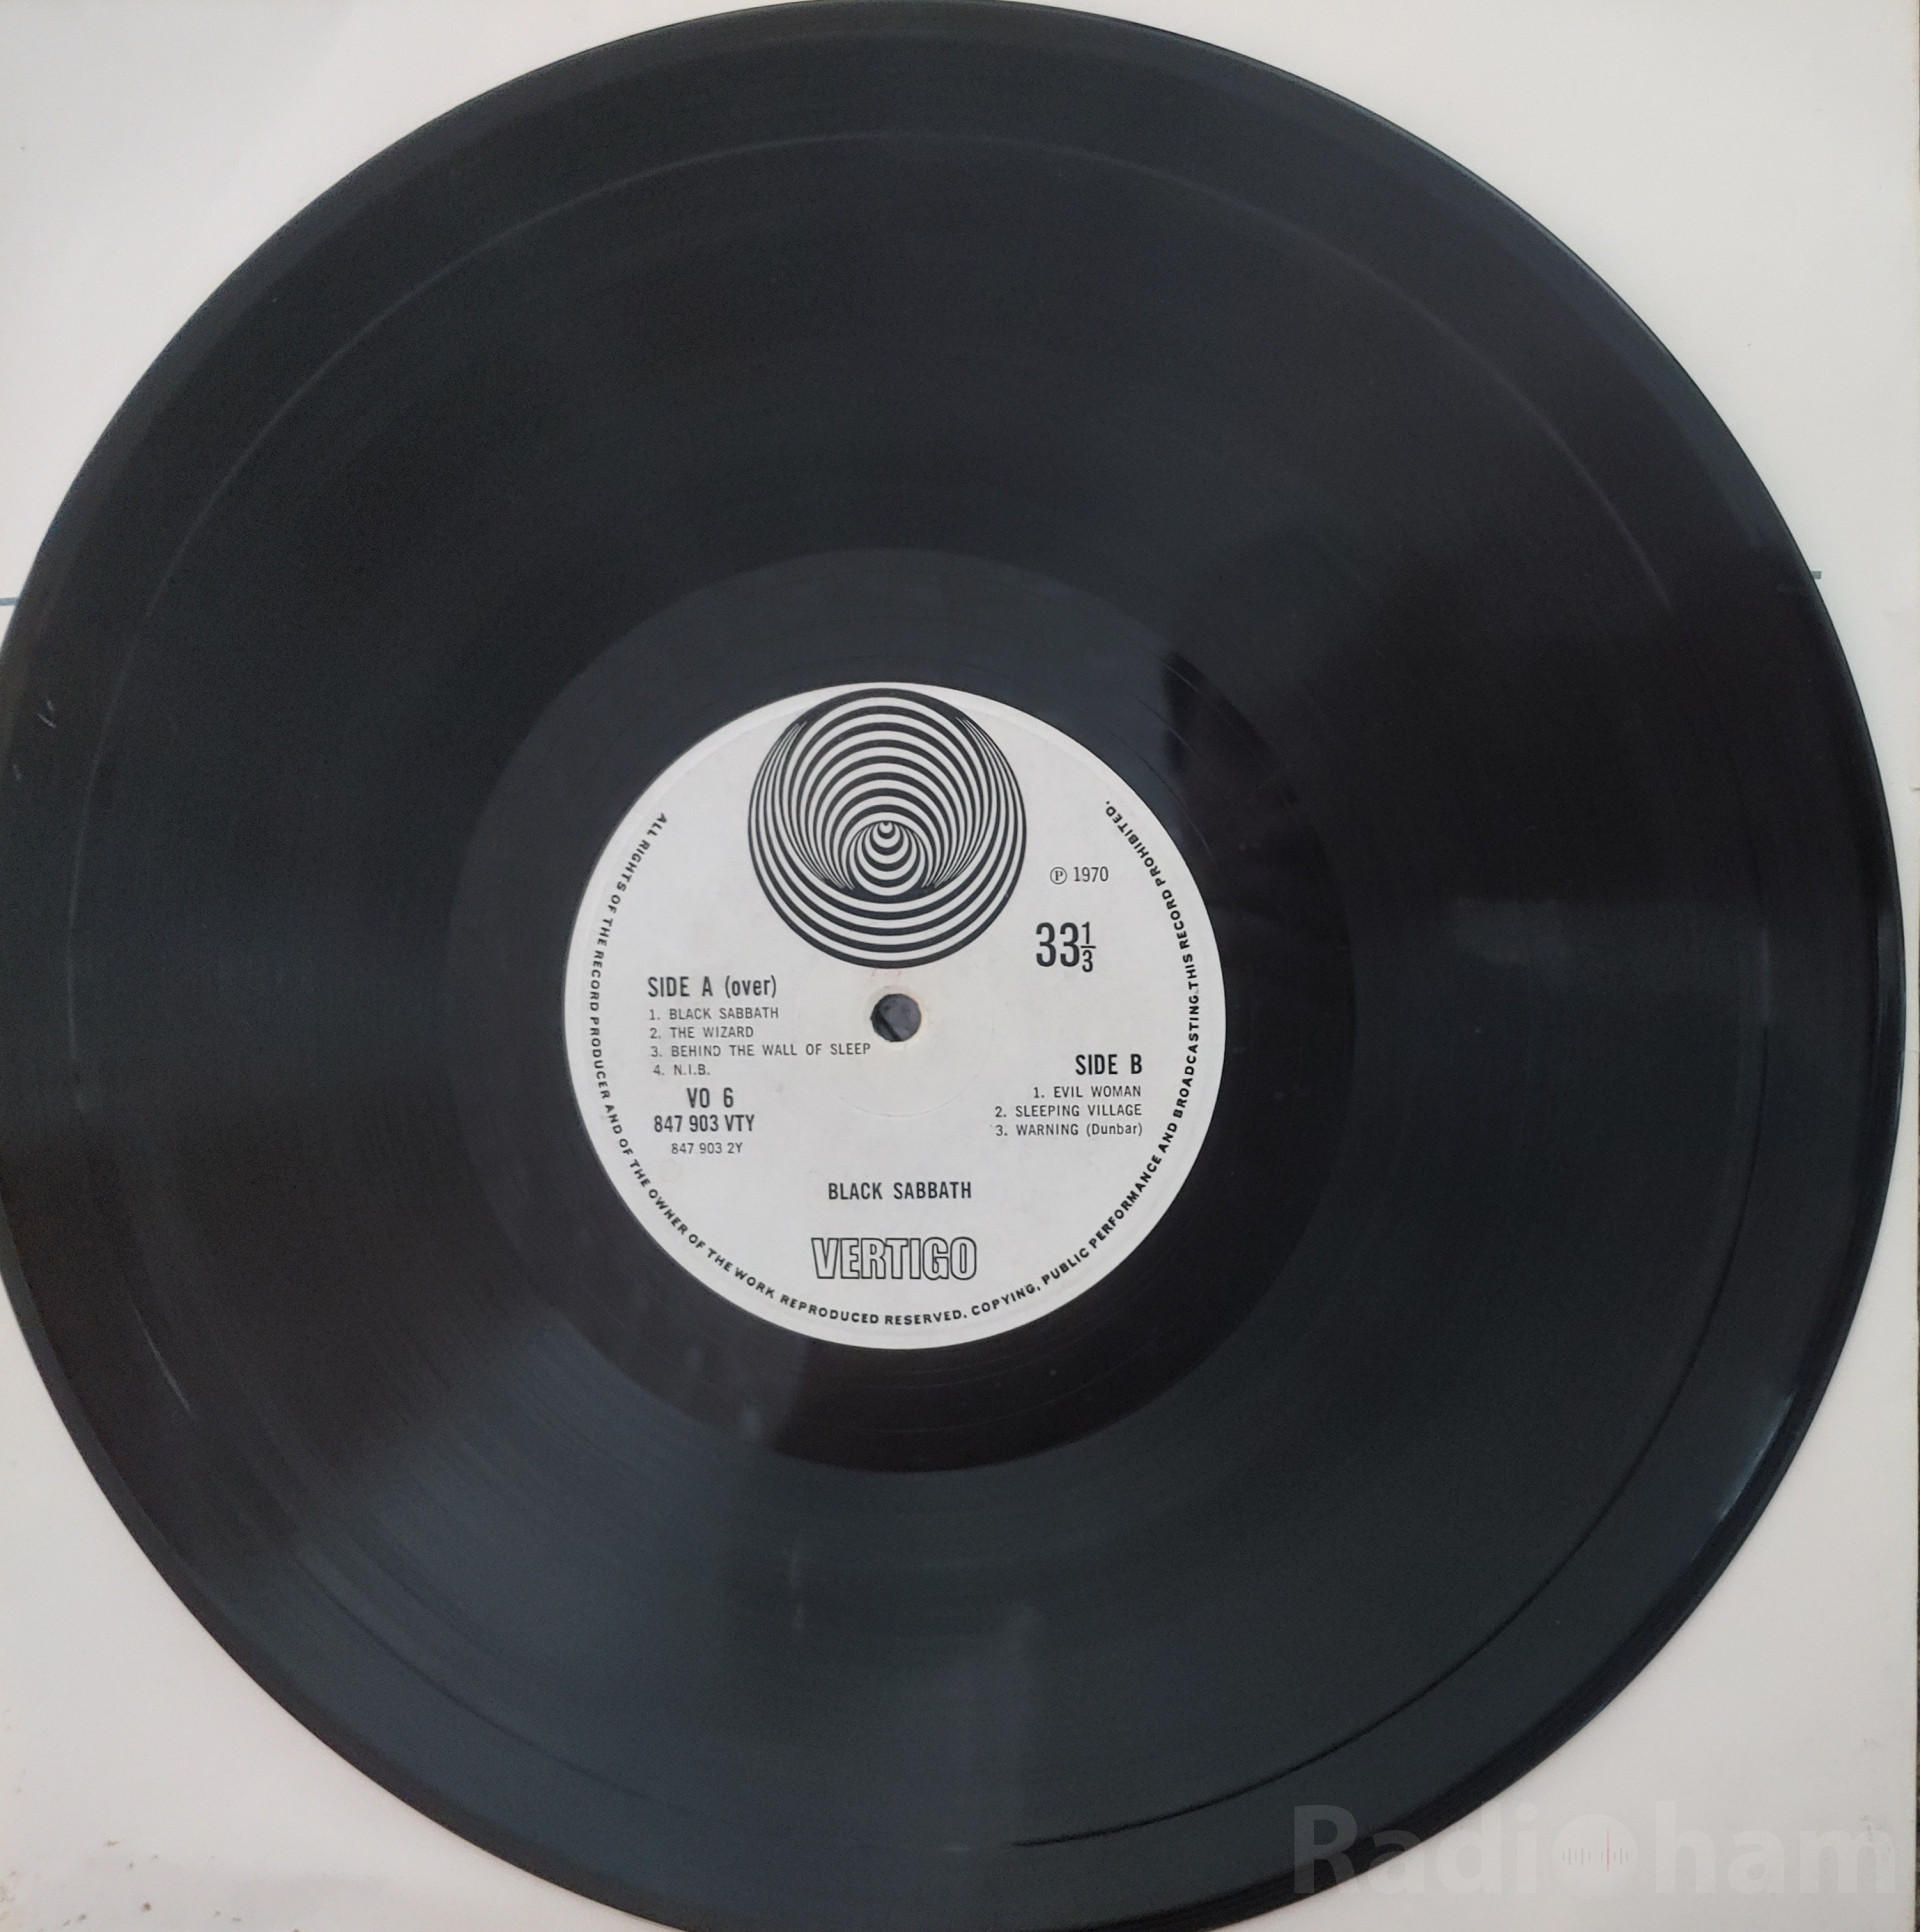 ALL RIGHTS OF THE RECORD PRODUCER AND OF THE OWNER OF THE WORK REPRODUCED RESERVED. COPYING, PUBLIC PERFORMANCE AND BROADCASTING THIS RECORD PROHIBITED.
Ⓟ 1970
33⅓
SIDE A (over)
1. BLACK SABBATH
2. THE WIZARD
3. BEHIND THE WALL OF SLEEP
4. N.I.B.
VO 6
847 903 VTY
847 903 2Y
SIDE B
1. EVIL WOMAN
2. SLEEPING VILLAGE
3. WARNING (Dunbar)
BLACK SABBATH
VERTIGO
Radioham